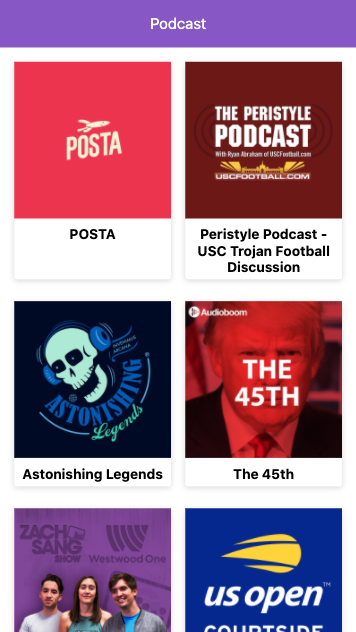 Podcast
POSTA
POSTA
THE PERISTYLE
PODCAST
With Ryan Abraham of USCFootball.com
USCFOOTBALL.COM
Peristyle Podcast -
USC Trojan Football
Discussion
ASTONISHING
Legends
Astonishing Legends
Audioboom
THE
45TH
The 45th
ZACH
SANG
SHOW
Westwood One
us open
COURTSIDE